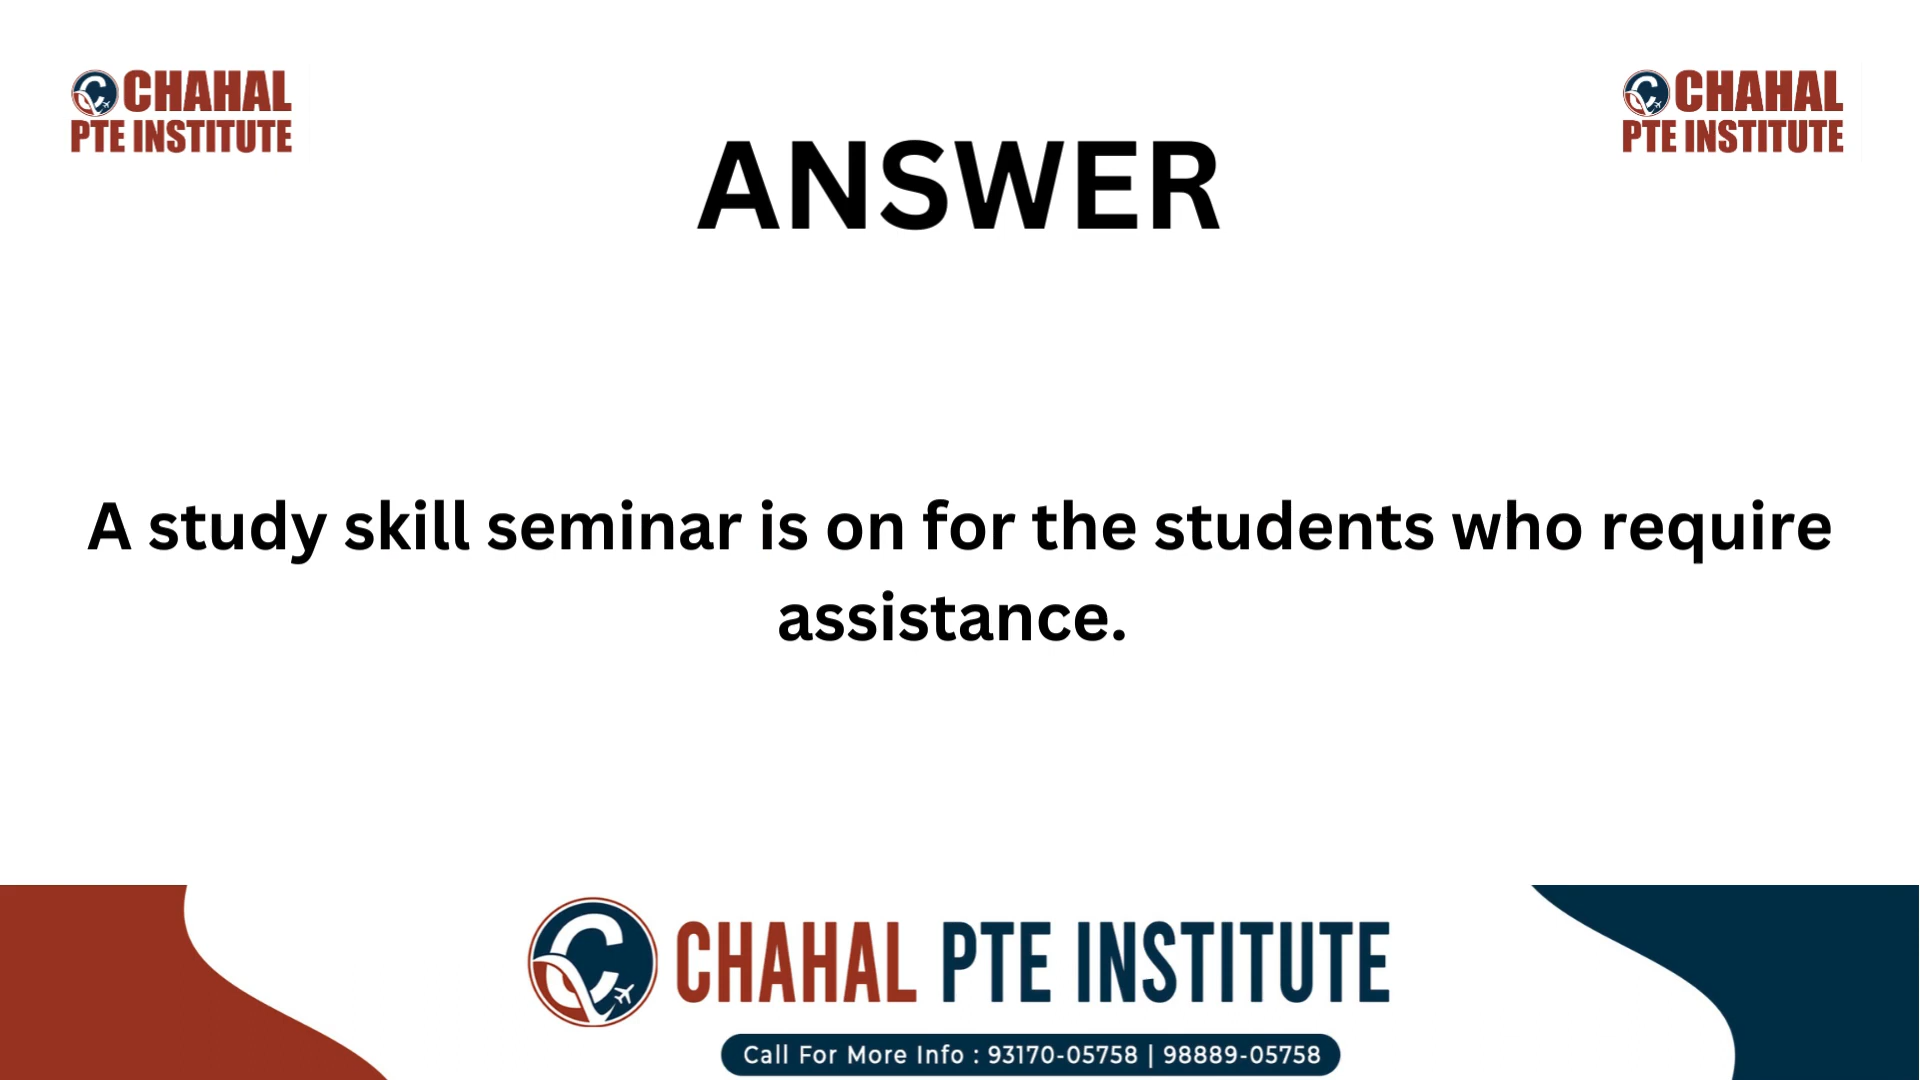 CHAHAL
PTE INSTITUTE
CHAHAL
PTE INSTITUTE
ANSWER
A study skill seminar is on for the students who require
assistance.
CHAHAL PTE INSTITUTE
Call For More Info : 93170-05758 | 98889-05758